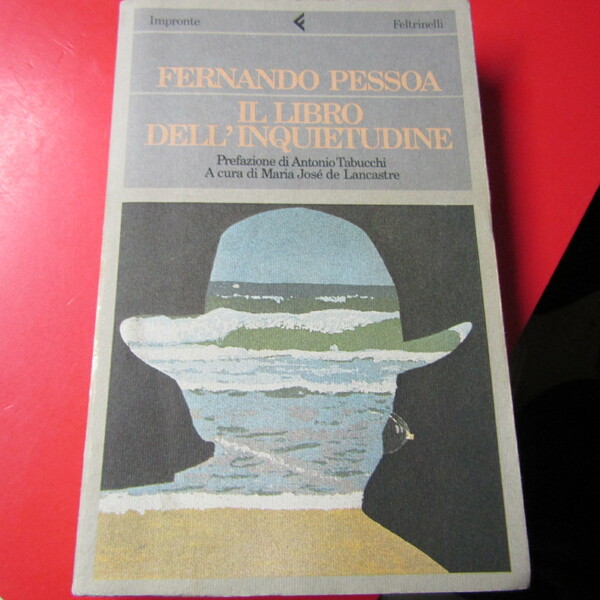 Impronte
Feltrinelli
FERNANDO PESSOA
IL LIBRO
DELL'INQUIETUDINE
Prefazione di Antonio Tabucchi
A cura di Maria José de Lancastre